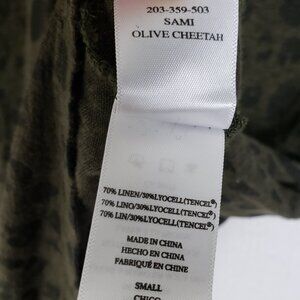 203-359-503
SAMI
OLIVE CHEETAH
70% LINEN/30%LYOCELL(TENCEL®)
70% LINO/30%LYOCELL(TENCEL®)
70% LIN/30%LYOCELL(TENCEL®)
MADE IN CHINA
HECHO EN CHINA
FABRIQUÉ EN CHINE
SMALL
CHICO